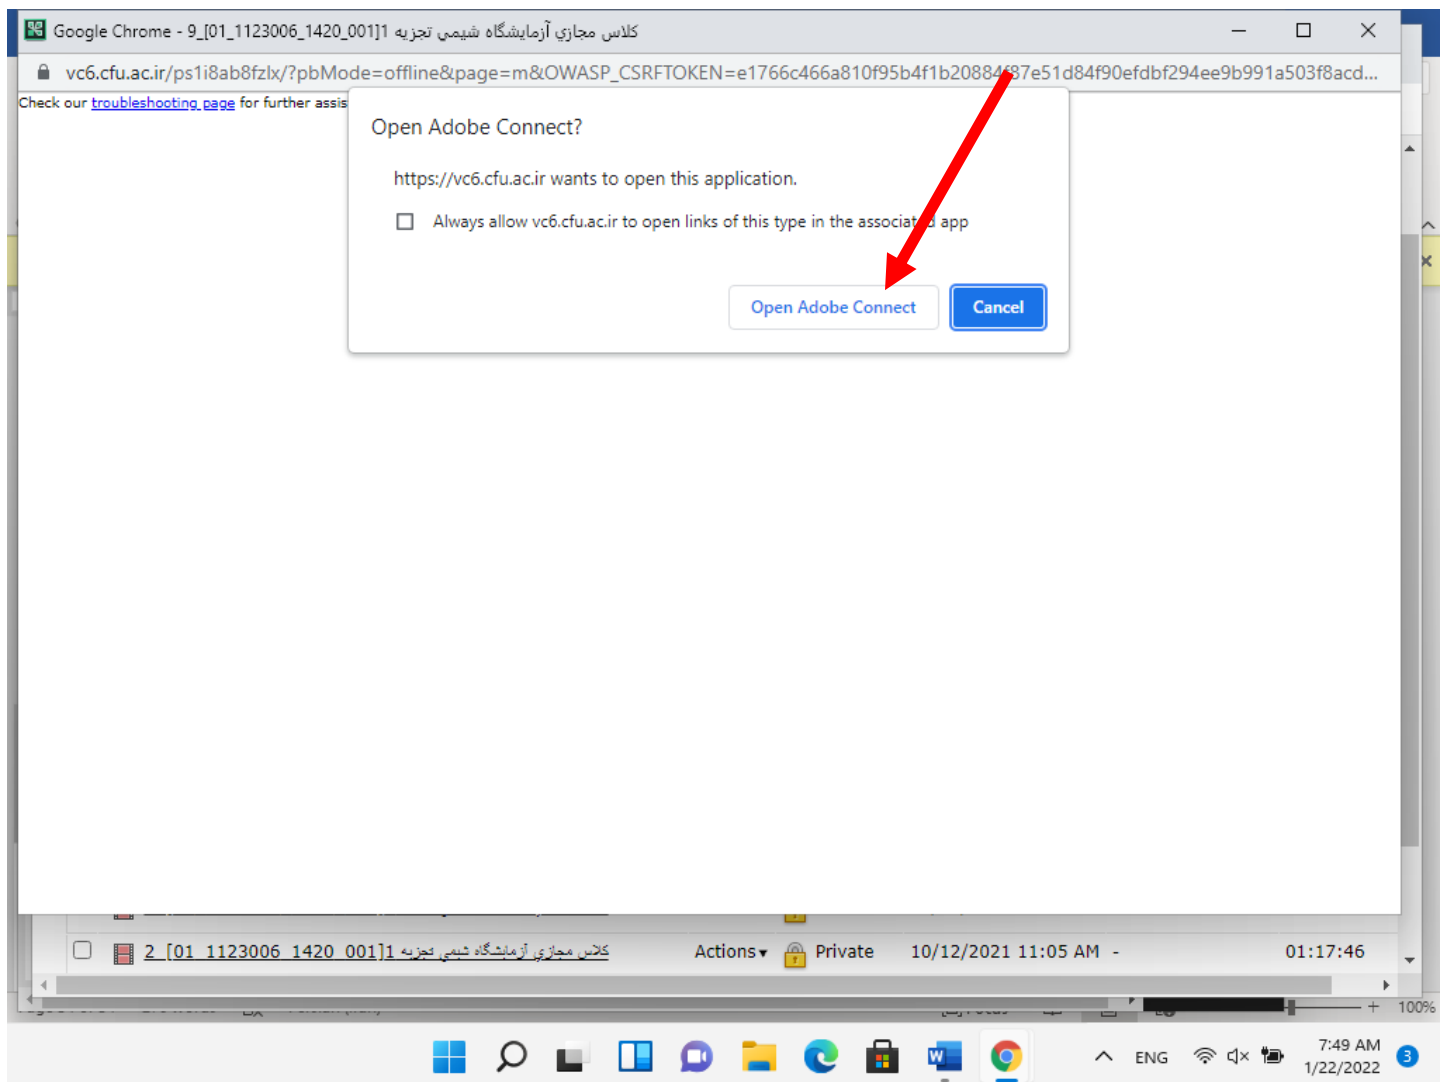 Google Chrome - 9_[01_1123006_1420_001]1 كلاس مجازي آزمايشگاه شيمي تجزيه
vc6.cfu.ac.ir/ps1i8ab8fzlx/?pbMode=offline&page=m&OWASP_CSRFTOKEN=e1766c466a810f95b4f1b20884f87e51d84f90efdbf294ee9b991a503f8acd...
Check our troubleshooting page for further assis
Open Adobe Connect?
https://vc6.cfu.ac.ir wants to open this application.
Always allow vc6.cfu.ac.ir to open links of this type in the associated app
Open Adobe Connect
Cancel
2_[01_1123006_1420_001]1 كلاس مجازي آزمايشگاه شيمي تجزيه Actions Private 10/12/2021 11:05 AM - 01:17:46
100%
ENG
7:49 AM
1/22/2022
3